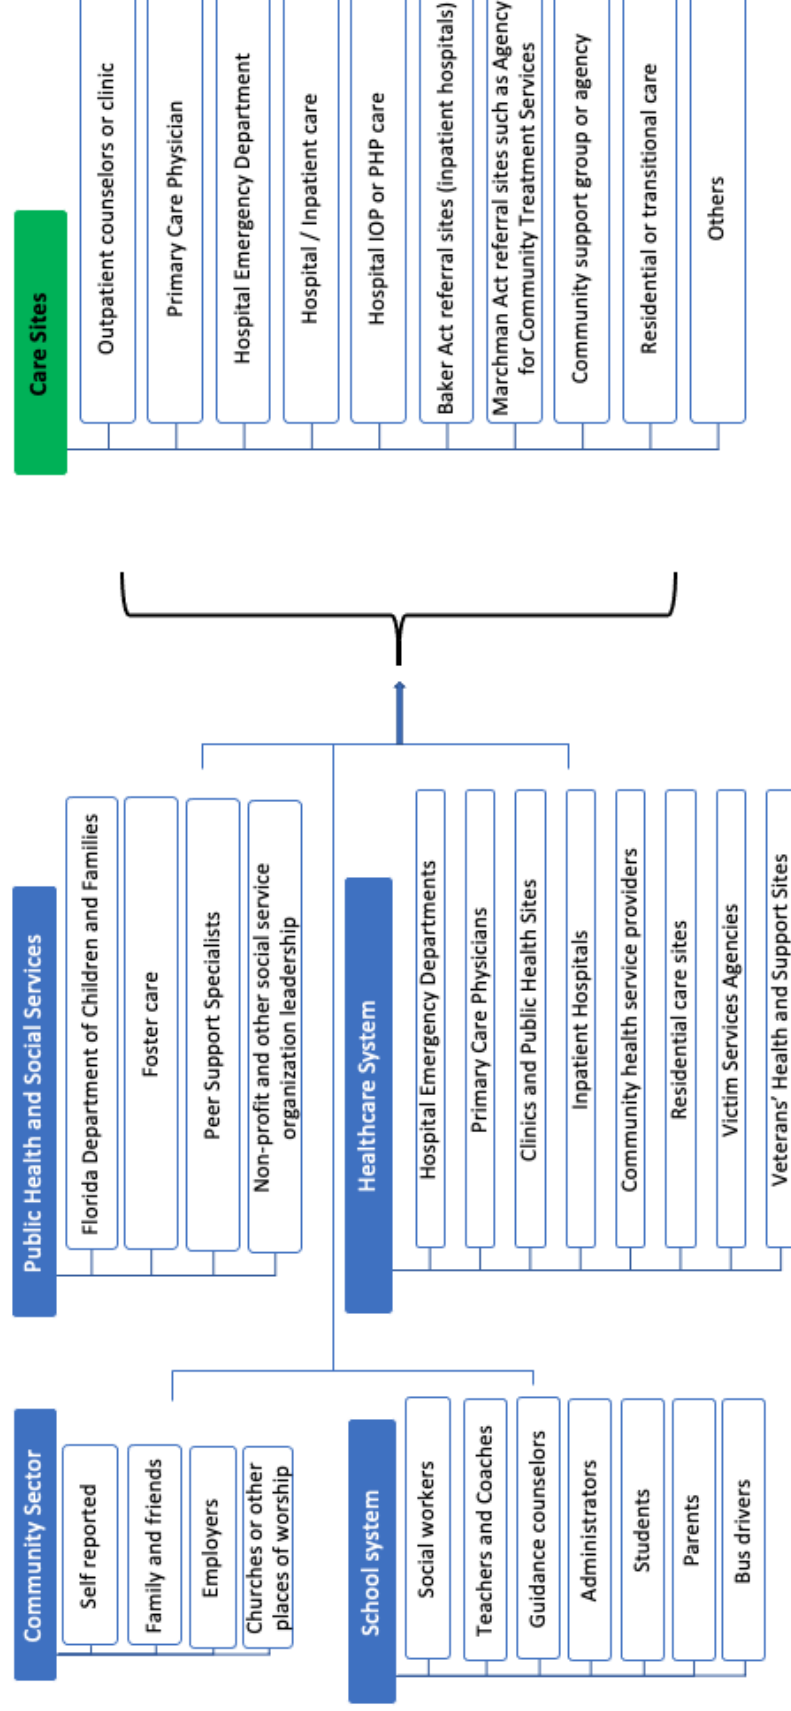 Community Sector
Self reported
Family and friends
Employers
Churches or other
places of worship
School system
Social workers
Teachers and Coaches
Guidance counselors
Administrators
Students
Parents
Bus drivers
Public Health and Social Services
Florida Department of Children and Families
Foster care
Peer Support Specialists
Non-profit and other social service
organization leadership
Healthcare System
Hospital Emergency Departments
Primary Care Physicians
Clinics and Public Health Sites
Inpatient Hospitals
Community health service providers
Residential care sites
Victim Services Agencies
Veterans’ Health and Support Sites
Care Sites
Outpatient counselors or clinic
Primary Care Physician
Hospital Emergency Department
Hospital / Inpatient care
Hospital IOP or PHP care
Baker Act referral sites (inpatient hospitals)
Marchman Act referral sites such as Agency
for Community Treatment Services
Community support group or agency
Residential or transitional care
Others